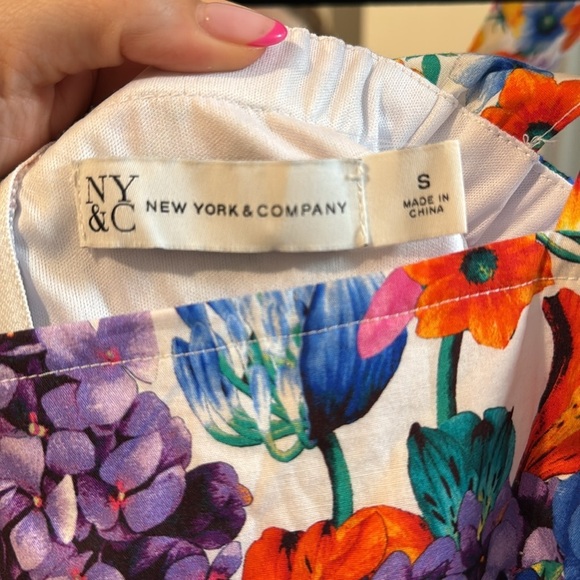 NY
&C NEW YORK & COMPANY
S
MADE IN
CHINA